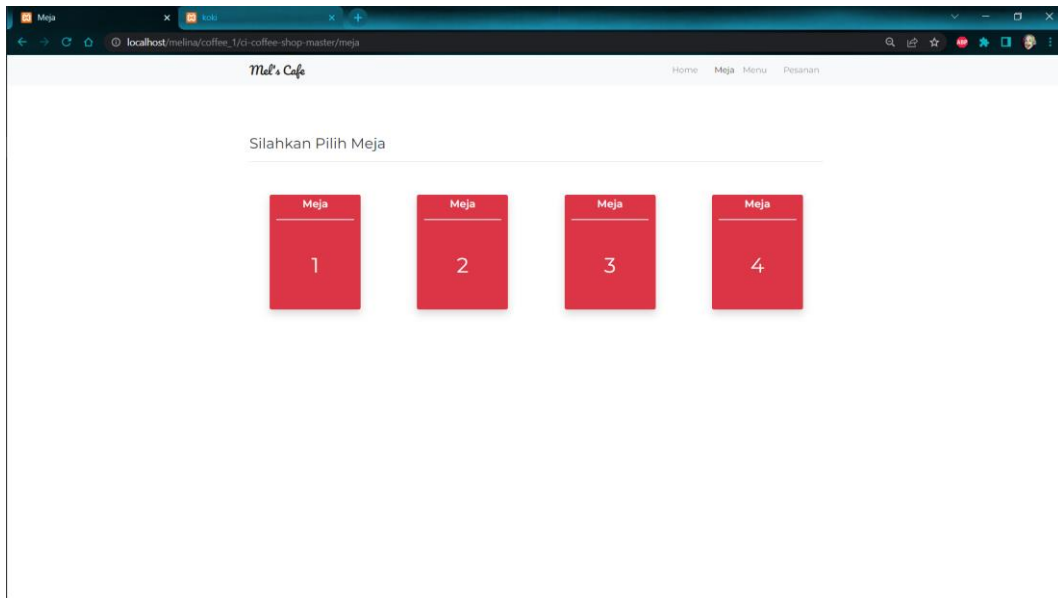 Meja
koki
localhost/melina/coffee_1/ci-coffee-shop-master/meja
ABP
Mel's Cafe
Home Meja Menu Pesanan
Silahkan Pilih Meja
Meja Meja Meja Meja
1 2 3 4